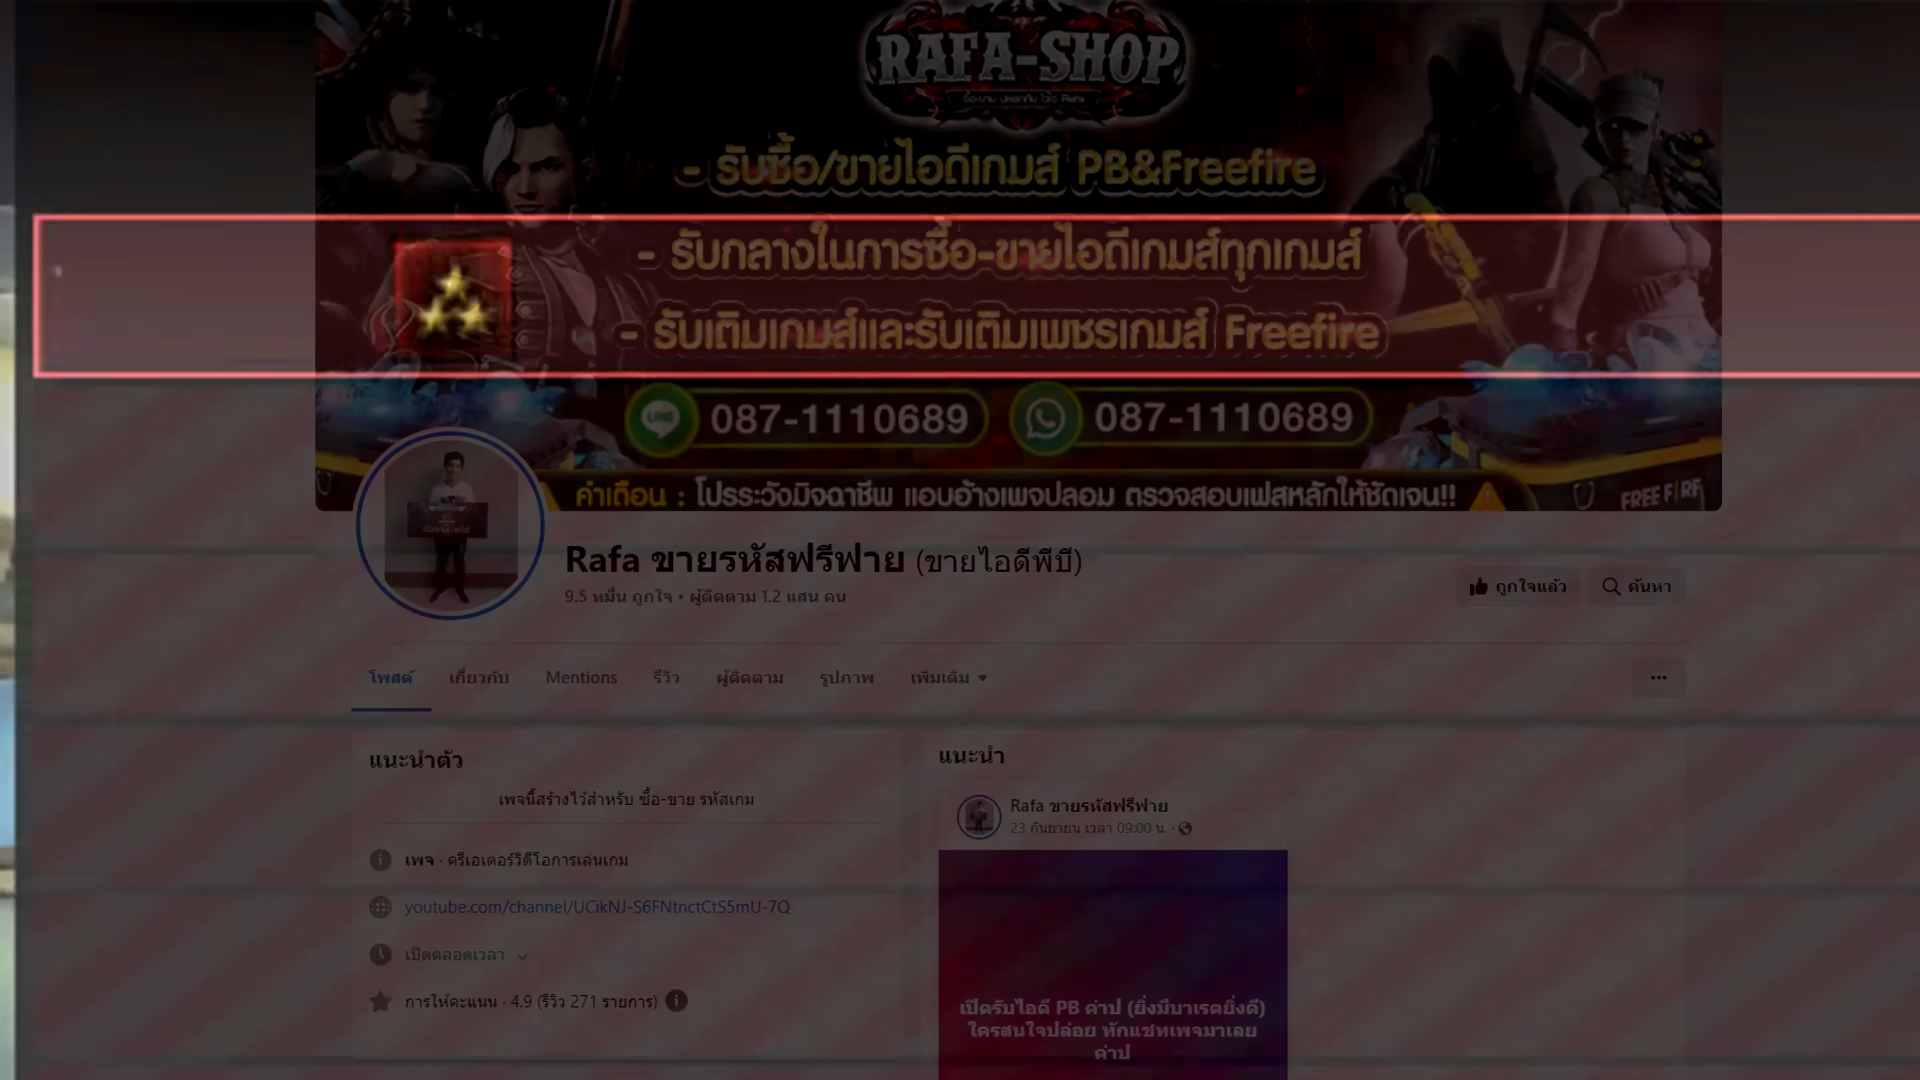 RAFA-SHOP
ซื้อ-ขาย ปลอดภัย ไว้ใจ Rafa
- รับซื้อ/ขายไอดีเกมส์ PB&Freefire
- รับกลางในการซื้อ-ขายไอดีเกมส์ทุกเกมส์
- รับเติมเกมส์และรับเติมเพชรเกมส์ Freefire
LINE 087-1110689 087-1110689
คำเตือน : โปรระวังมิจฉาชีพ แอบอ้างเพจปลอม ตรวจสอบเฟสหลักให้ชัดเจน!!
FREE FIRE
Rafa ขายรหัสฟรีฟาย (ขายไอดีพีบี)
9.5 หมื่น ถูกใจ • ผู้ติดตาม 1.2 แสน คน
ถูกใจแล้ว ค้นหา
โพสต์ เกี่ยวกับ Mentions รีวิว ผู้ติดตาม รูปภาพ เพิ่มเติม
แนะนำตัว
เพจนี้สร้างไว้สำหรับ ซื้อ-ขาย รหัสเกม
เพจ · ครีเอเตอร์วิดีโอการเล่นเกม
youtube.com/channel/UCikNJ-S6FNtnctCtS5mU-7Q
เปิดตลอดเวลา
การให้คะแนน · 4.9 (รีวิว 271 รายการ)
แนะนำ
Rafa ขายรหัสฟรีฟาย
23 กันยายน เวลา 09:00 น. ·
เปิดรับไอดี PB ค่าป (ยิ่งมีบาเรตยิ่งดี)
ใครสนใจปล่อย ทักแชทเพจมาเลย
ค่าป